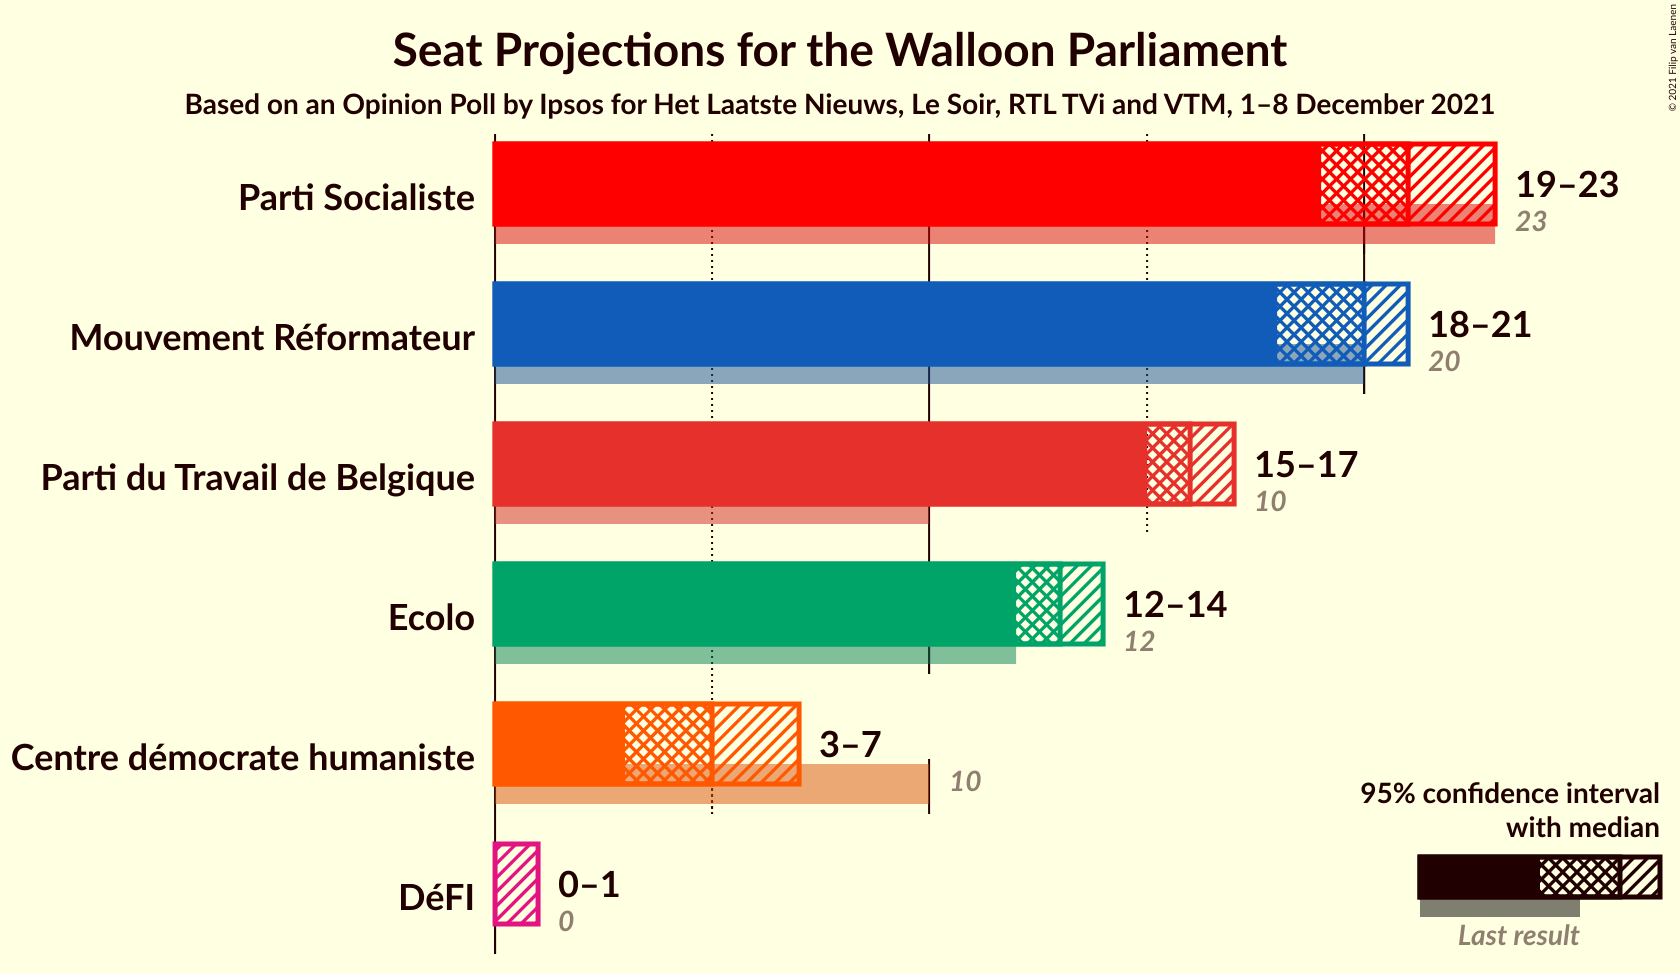 Seat Projections for the Walloon Parliament
Based on an Opinion Poll by Ipsos for Het Laatste Nieuws, Le Soir, RTL TVi and VTM, 1–8 December 2021
© 2021 Filip van Laenen
Parti Socialiste
19–23
23
Mouvement Réformateur
18–21
20
Parti du Travail de Belgique
15–17
10
Ecolo
12–14
12
Centre démocrate humaniste
3–7
10
DéFI
0–1
0
95% confidence interval
with median
Last result